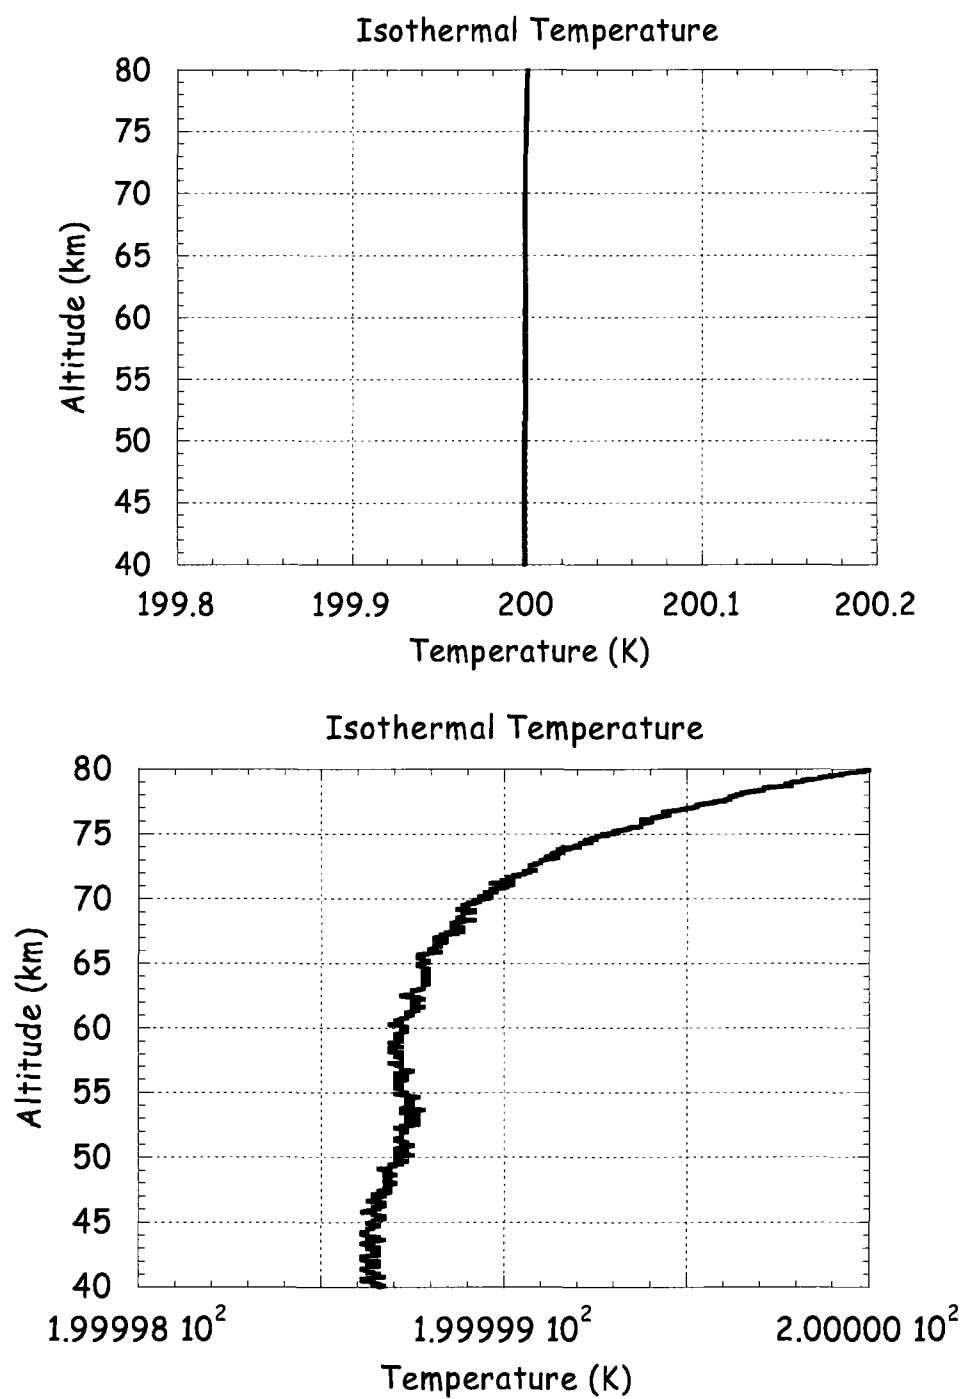 Isothermal Temperature
80
75
70
65
60
55
50
45
40
Altitude (km)
199.8 199.9 200 200.1 200.2
Temperature (K)
Isothermal Temperature
80
75
70
65
60
55
50
45
40
Altitude (km)
1.99998 10² 1.99999 10² 2.00000 10²
Temperature (K)